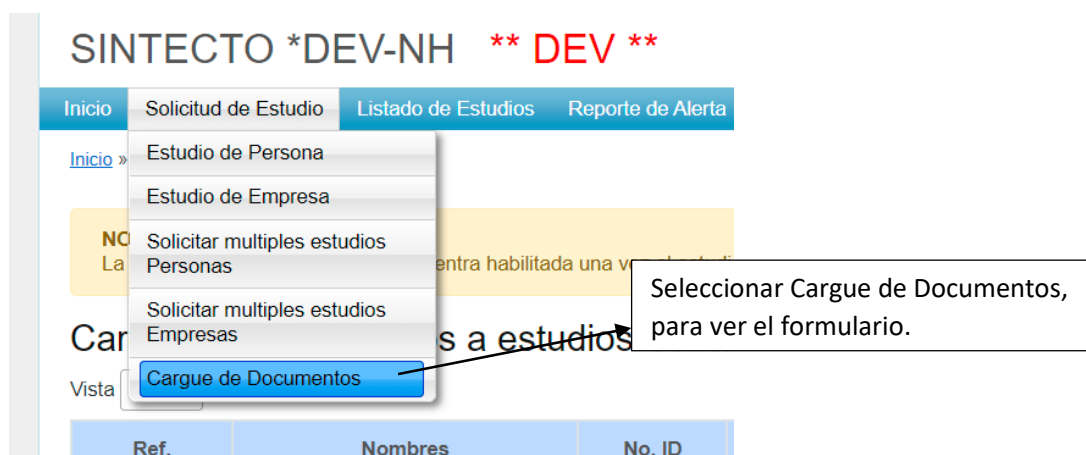 SINTECTO *DEV-NH ** DEV **
Inicio Solicitud de Estudio Listado de Estudios Reporte de Alerta
Inicio »
Estudio de Persona
Estudio de Empresa
Solicitar multiples estudios
Personas
Solicitar multiples estudios
Empresas
Cargue de Documentos
NO
La entra habilitada una
Seleccionar Cargue de Documentos,
para ver el formulario.
Car s a estudios
Vista
Ref. Nombres No. ID